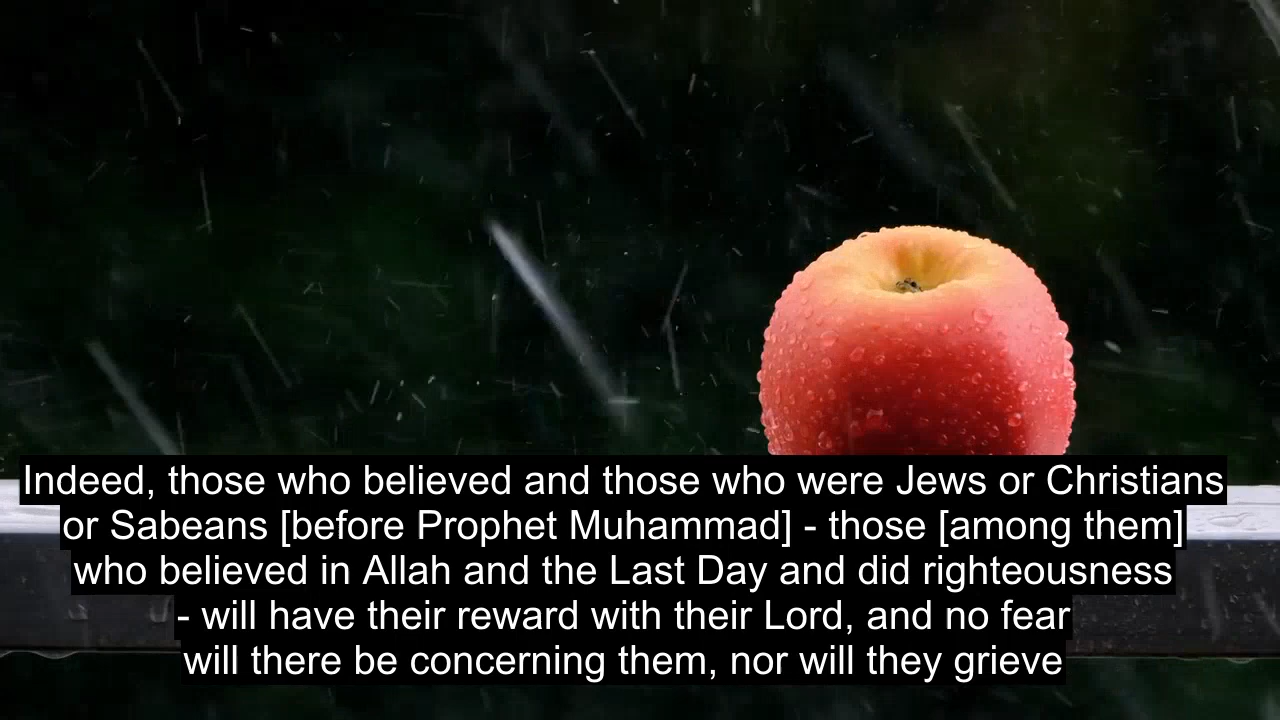 Indeed, those who believed and those who were Jews or Christians
or Sabeans [before Prophet Muhammad] - those [among them]
who believed in Allah and the Last Day and did righteousness
- will have their reward with their Lord, and no fear
will there be concerning them, nor will they grieve